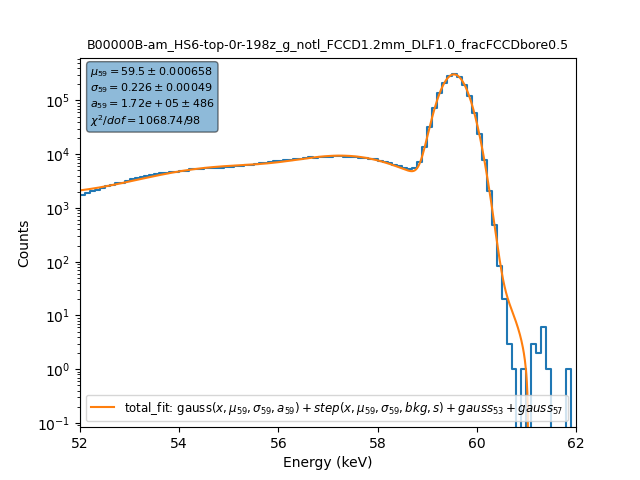 B00000B-am_HS6-top-0r-198z_g_notl_FCCD1.2mm_DLF1.0_fracFCCDbore0.5
μ₅₉ = 59.5 ± 0.000658
σ₅₉ = 0.226 ± 0.00049
a₅₉ = 1.72e + 05 ± 486
χ²/dof = 1068.74/98
10⁵
10⁴
10³
10²
10¹
10⁰
10⁻¹
Counts
total_fit: gauss(x, μ₅₉, σ₅₉, a₅₉) + step(x, μ₅₉, σ₅₉, bkg, s) + gauss₅₃ + gauss₅₇
52 54 56 58 60 62
Energy (keV)